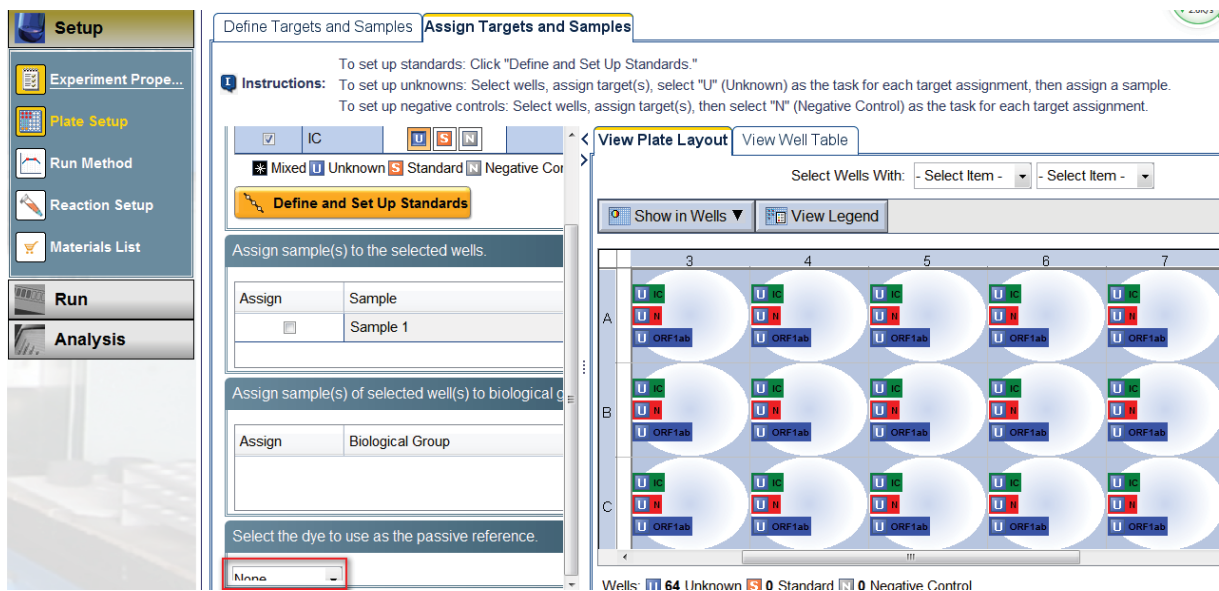 Setup
Experiment Prope...
Plate Setup
Run Method
Reaction Setup
Materials List
Run
Analysis
Define Targets and Samples
Assign Targets and Samples
Instructions:
To set up standards: Click "Define and Set Up Standards."
To set up unknowns: Select wells, assign target(s), select "U" (Unknown) as the task for each target assignment, then assign a sample.
To set up negative controls: Select wells, assign target(s), then select "N" (Negative Control) as the task for each target assignment.
IC U S N
Mixed U Unknown S Standard N Negative Con
Define and Set Up Standards
Assign sample(s) to the selected wells.
Assign Sample
Sample 1
Assign sample(s) of selected well(s) to biological g
Assign Biological Group
Select the dye to use as the passive reference.
None
View Plate Layout
View Well Table
Select Wells With: - Select Item - - Select Item -
Show in Wells ▼ View Legend
3 4 5 6 7
A
U IC U IC U IC U IC U IC
U N U N U N U N U N
U ORF1ab U ORF1ab U ORF1ab U ORF1ab U ORF1ab
B
U IC U IC U IC U IC U IC
U N U N U N U N U N
U ORF1ab U ORF1ab U ORF1ab U ORF1ab U ORF1ab
C
U IC U IC U IC U IC U IC
U N U N U N U N U N
U ORF1ab U ORF1ab U ORF1ab U ORF1ab U ORF1ab
Wells: U 64 Unknown S 0 Standard N 0 Negative Control